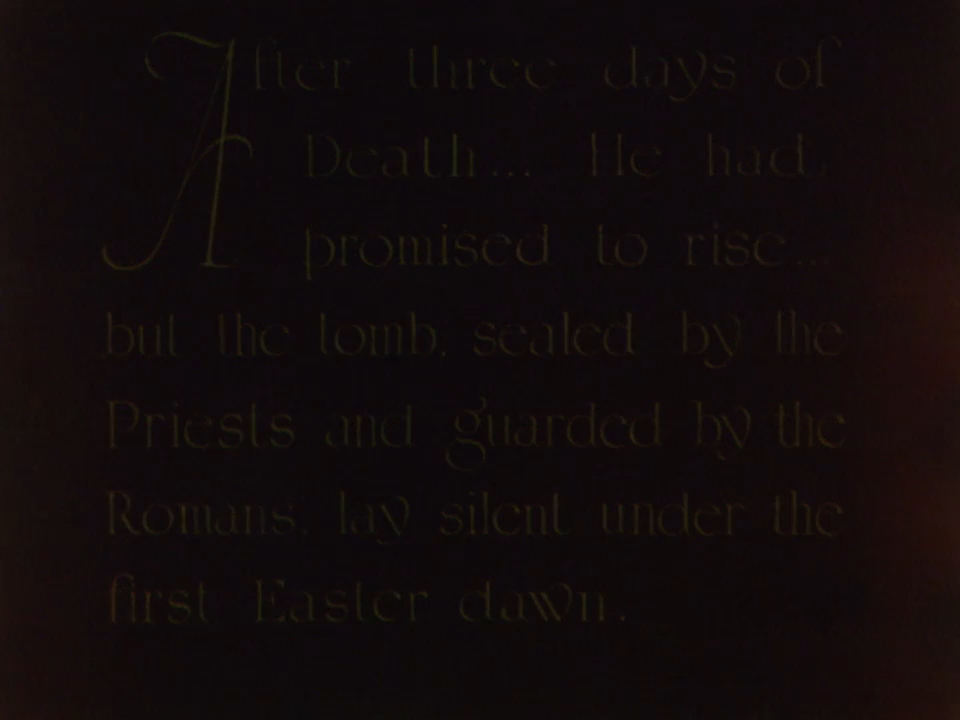 After three days of
Death... He had
promised to rise...
but the tomb, sealed by the
Priests and guarded by the
Romans, lay silent under the
first Easter dawn.